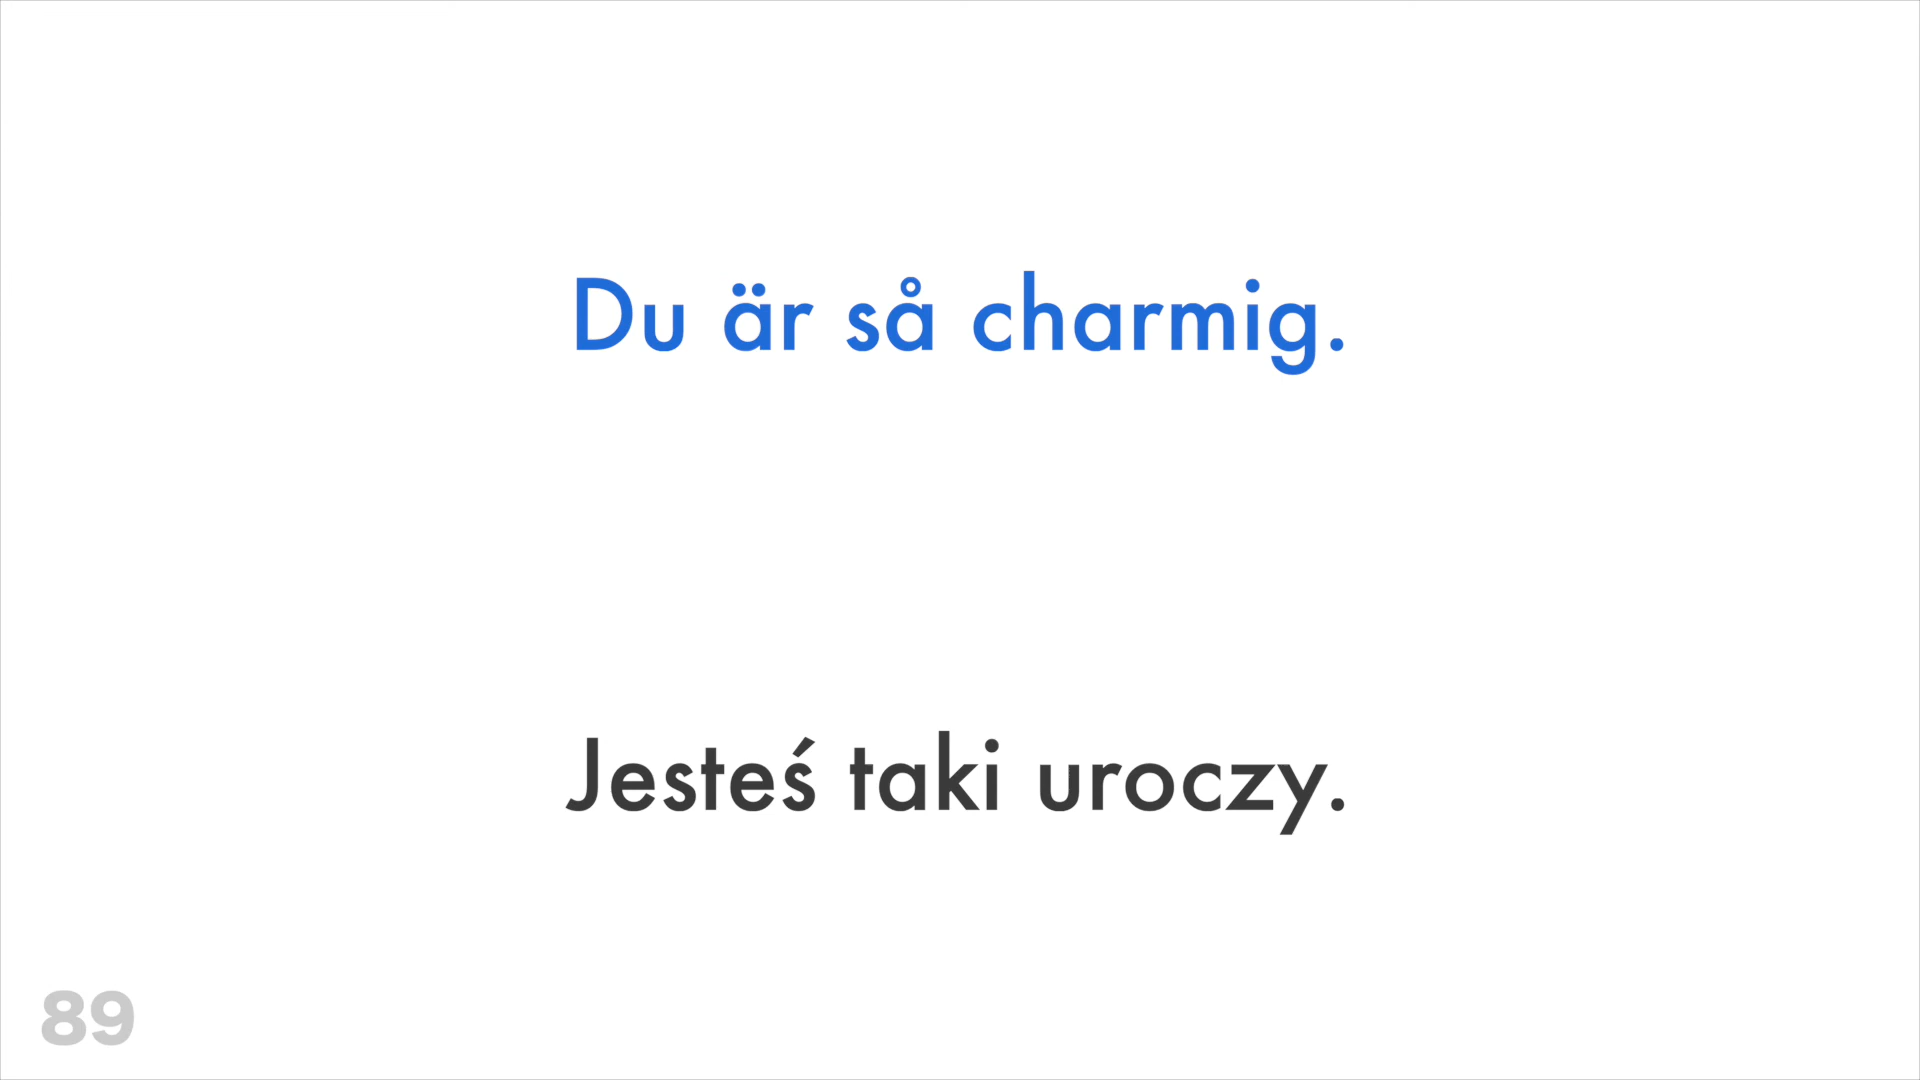 Du är så charmig.
Jesteś taki uroczy.
89